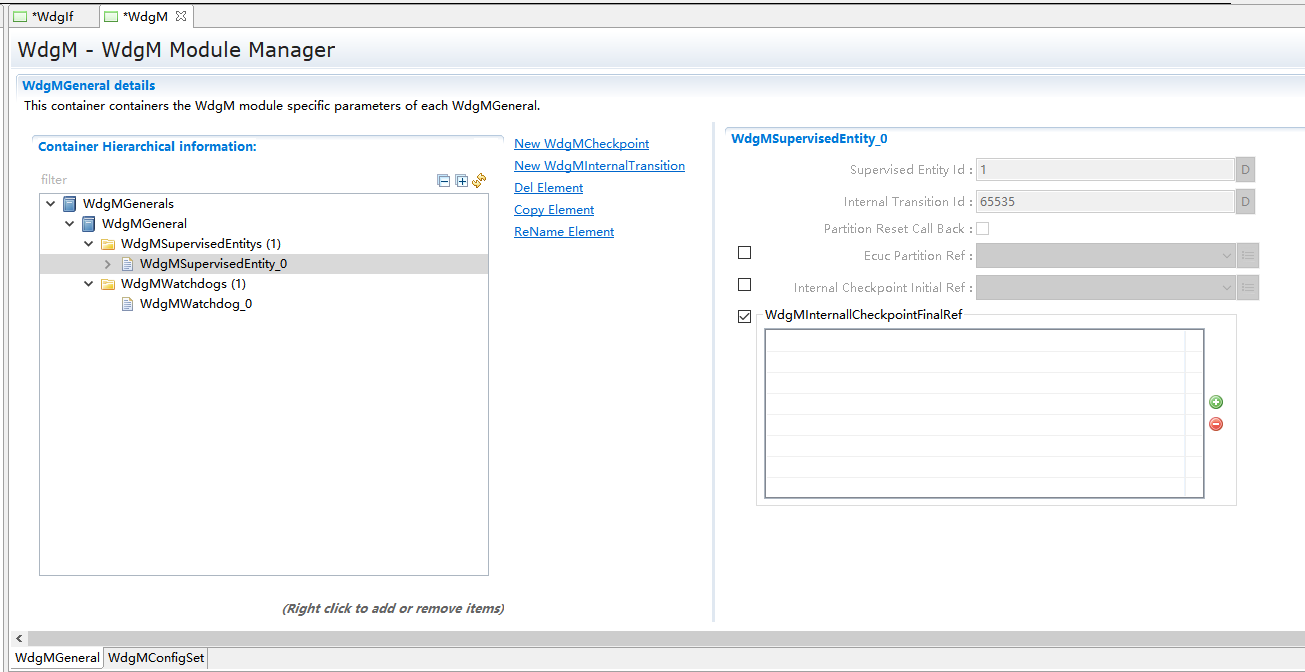 *WdgIf
*WdgM
WdgM - WdgM Module Manager
WdgMGeneral details
This container containers the WdgM module specific parameters of each WdgMGeneral.
Container Hierarchical information:
filter
WdgMGenerals
WdgMGeneral
WdgMSupervisedEntitys (1)
WdgMSupervisedEntity_0
WdgMWatchdogs (1)
WdgMWatchdog_0
(Right click to add or remove items)
New WdgMCheckpoint
New WdgMInternalTransition
Del Element
Copy Element
ReName Element
WdgMSupervisedEntity_0
Supervised Entity Id : 1 D
Internal Transition Id : 65535 D
Partition Reset Call Back :
Ecuc Partition Ref :
Internal Checkpoint Initial Ref :
WdgMInternallCheckpointFinalRef
WdgMGeneral
WdgMConfigSet